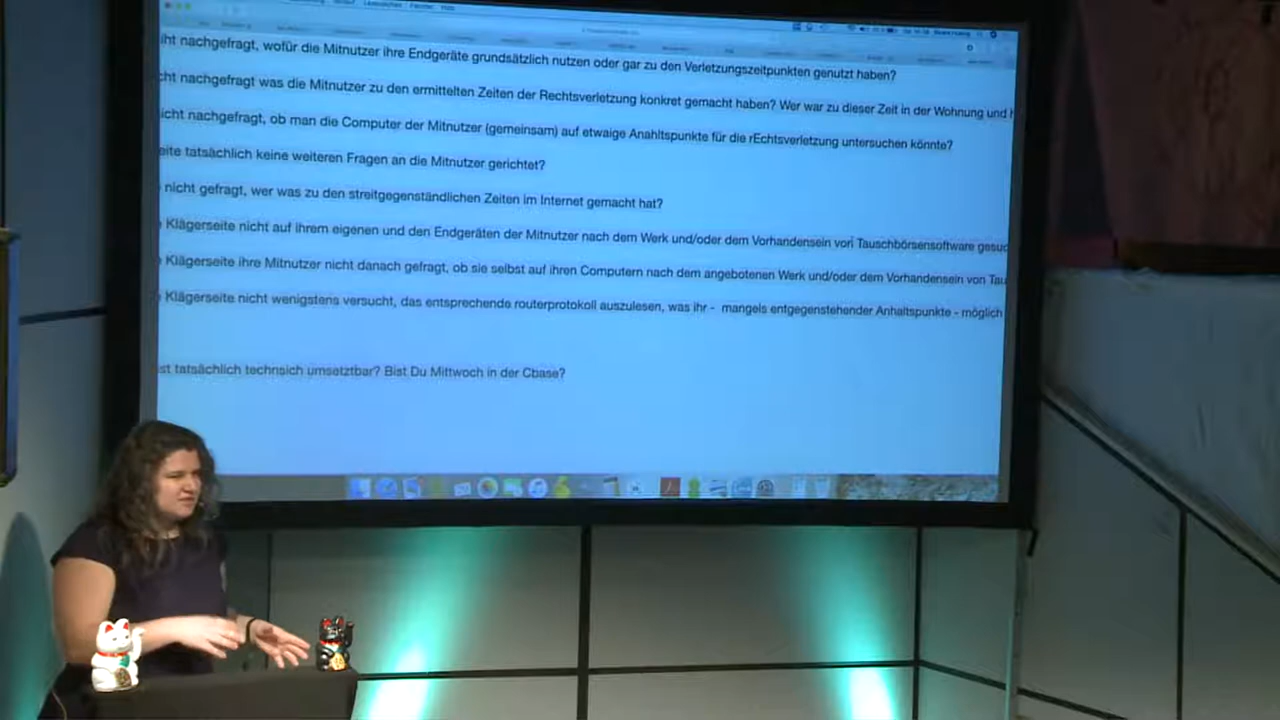 iht nachgefragt, wofür die Mitnutzer ihre Endgeräte grundsätzlich nutzen oder gar zu den Verletzungszeitpunkten genutzt haben?
cht nachgefragt was die Mitnutzer zu den ermittelten Zeiten der Rechtsverletzung konkret gemacht haben? Wer war zu dieser Zeit in der Wohnung und h
icht nachgefragt, ob man die Computer der Mitnutzer (gemeinsam) auf etwaige Anahltspunkte für die rEchtsverletzung untersuchen könnte?
eite tatsächlich keine weiteren Fragen an die Mitnutzer gerichtet?
nicht gefragt, wer was zu den streitgegenständlichen Zeiten im Internet gemacht hat?
Klägerseite nicht auf ihrem eigenen und den Endgeräten der Mitnutzer nach dem Werk und/oder dem Vorhandensein von Tauschbörsensoftware gesuc
Klägerseite ihre Mitnutzer nicht danach gefragt, ob sie selbst auf ihren Computern nach dem angebotenen Werk und/oder dem Vorhandensein von Tau
Klägerseite nicht wenigstens versucht, das entsprechende routerprotokoll auszulesen, was ihr - mangels entgegenstehender Anhaltspunkte - möglich
st tatsächlich technsich umsetztbar? Bist Du Mittwoch in der Cbase?